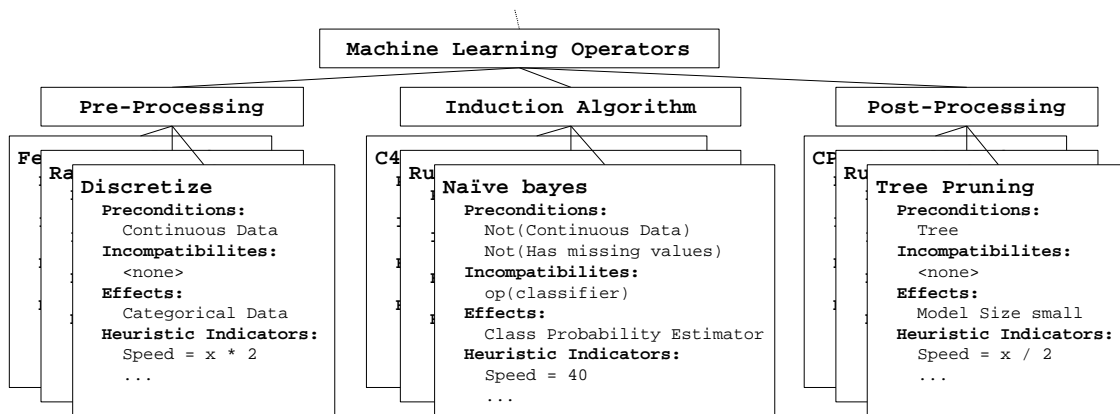 Machine Learning Operators
Pre-Processing
Induction Algorithm
Post-Processing
Discretize
Preconditions:
Continuous Data
Incompatibilites:
<none>
Effects:
Categorical Data
Heuristic Indicators:
Speed = x * 2
...
Naïve bayes
Preconditions:
Not(Continuous Data)
Not(Has missing values)
Incompatibilites:
op(classifier)
Effects:
Class Probability Estimator
Heuristic Indicators:
Speed = 40
...
Tree Pruning
Preconditions:
Tree
Incompatibilites:
<none>
Effects:
Model Size small
Heuristic Indicators:
Speed = x / 2
...